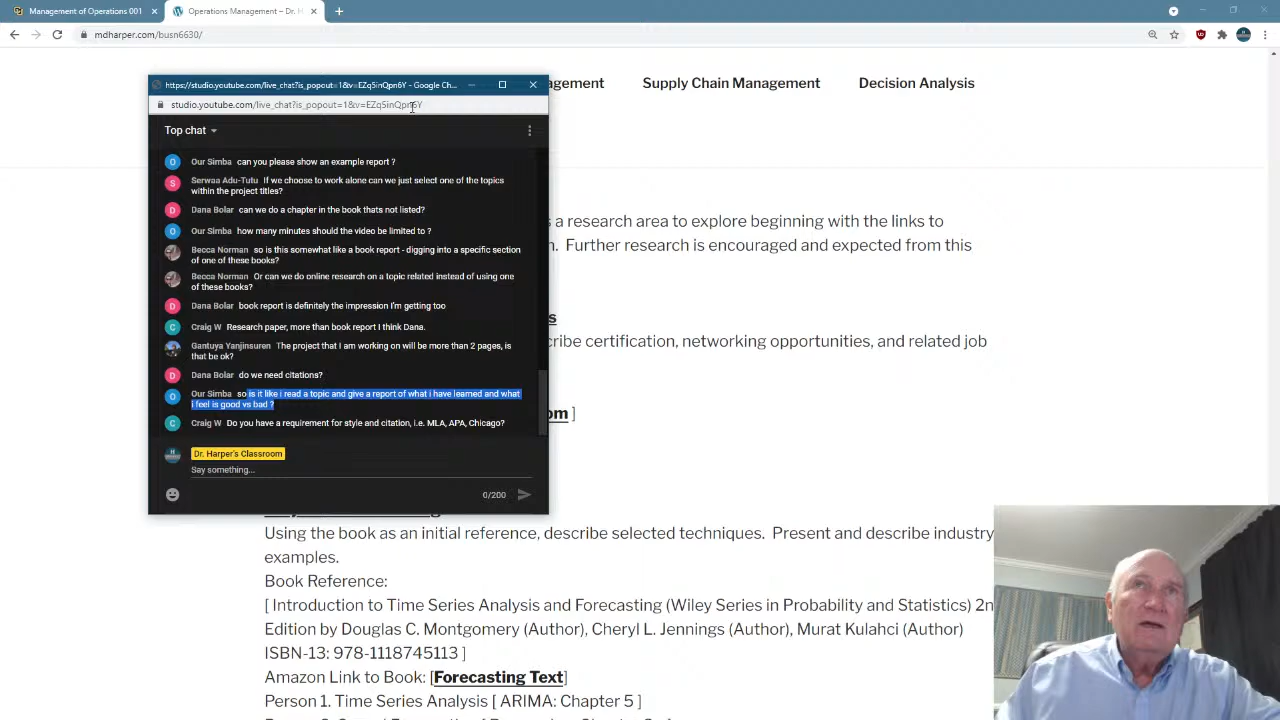 Management of Operations 001
Operations Management – Dr. H
mdharper.com/busn6630/
agement
Supply Chain Management
Decision Analysis
https://studio.youtube.com/live_chat?is_popout=1&v=EZq5inQpn6Y - Google Ch...
studio.youtube.com/live_chat?is_popout=1&v=EZq5inQpn6Y
Top chat
Our Simba can you please show an example report ?
Serwaa Adu-Tutu If we choose to work alone can we just select one of the topics
within the project titles?
Dana Bolar can we do a chapter in the book thats not listed?
Our Simba how many minutes should the video be limited to ?
Becca Norman so is this somewhat like a book report - digging into a specific section
of one of these books?
Becca Norman Or can we do online research on a topic related instead of using one
of these books?
Dana Bolar book report is definitely the impression I'm getting too
Craig W Research paper, more than book report I think Dana.
Gantuya Yanjinsuren The project that I am working on will be more than 2 pages, is
that be ok?
Dana Bolar do we need citations?
Our Simba so is it like i read a topic and give a report of what i have learned and what
i feel is good vs bad ?
Craig W Do you have a requirement for style and citation, i.e. MLA, APA, Chicago?
Dr. Harper's Classroom
Say something...
0/200
a research area to explore beginning with the links to
n. Further research is encouraged and expected from this
s
cribe certification, networking opportunities, and related job
om ]
Using the book as an initial reference, describe selected techniques. Present and describe industry
examples.
Book Reference:
[ Introduction to Time Series Analysis and Forecasting (Wiley Series in Probability and Statistics) 2n
Edition by Douglas C. Montgomery (Author), Cheryl L. Jennings (Author), Murat Kulahci (Author)
ISBN-13: 978-1118745113 ]
Amazon Link to Book: [Forecasting Text]
Person 1. Time Series Analysis [ ARIMA: Chapter 5 ]